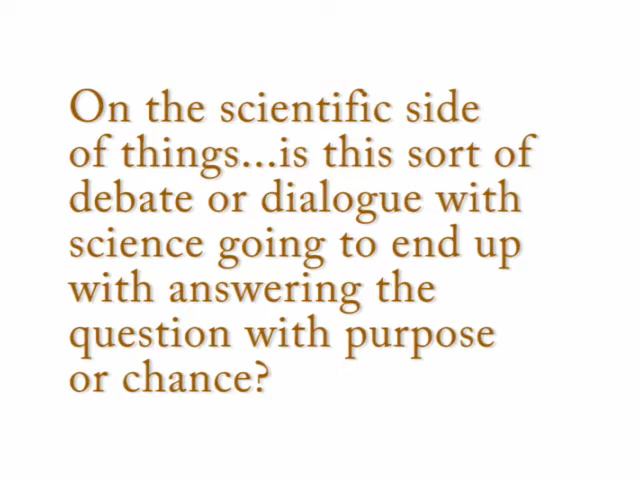 On the scientific side
of things...is this sort of
debate or dialogue with
science going to end up
with answering the
question with purpose
or chance?